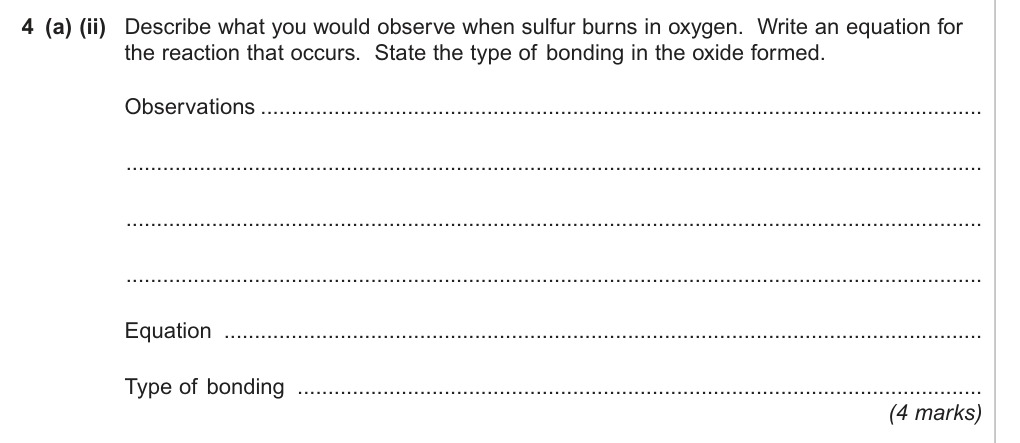 4 (a) (ii) Describe what you would observe when sulfur burns in oxygen. Write an equation for
the reaction that occurs. State the type of bonding in the oxide formed.
Observations ..............................................................................................................
..............................................................................................................
..............................................................................................................
..............................................................................................................
Equation ..............................................................................................................
Type of bonding ..............................................................................................................
(4 marks)